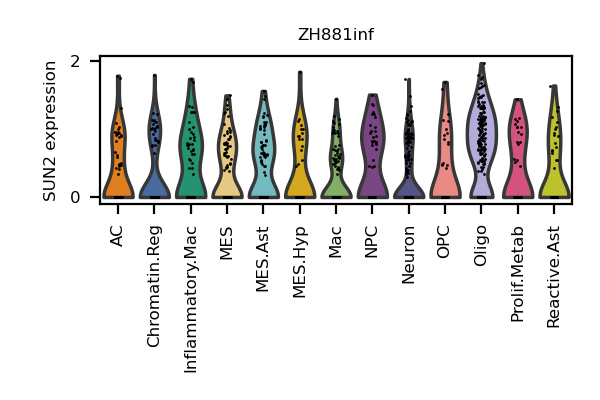 ZH881inf
SUN2 expression
2
0
AC
Chromatin.Reg
Inflammatory.Mac
MES
MES.Ast
MES.Hyp
Mac
NPC
Neuron
OPC
Oligo
Prolif.Metab
Reactive.Ast